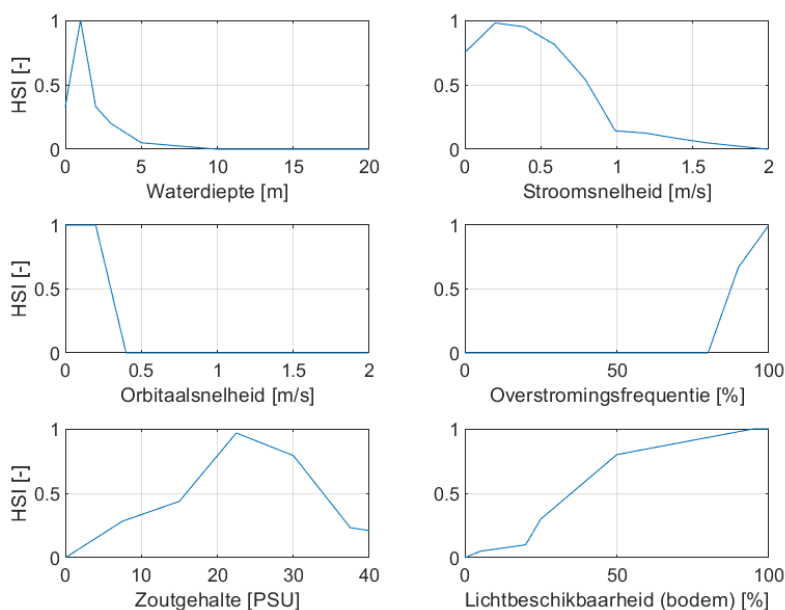 HSI [-]
1
0.5
0
0 5 10 15 20
Waterdiepte [m]
1
0.5
0
0 0.5 1 1.5 2
Stroomsnelheid [m/s]
HSI [-]
1
0.5
0
0 0.5 1 1.5 2
Orbitaalsnelheid [m/s]
1
0.5
0
0 50 100
Overstromingsfrequentie [%]
HSI [-]
1
0.5
0
0 10 20 30 40
Zoutgehalte [PSU]
1
0.5
0
0 50 100
Lichtbeschikbaarheid (bodem) [%]